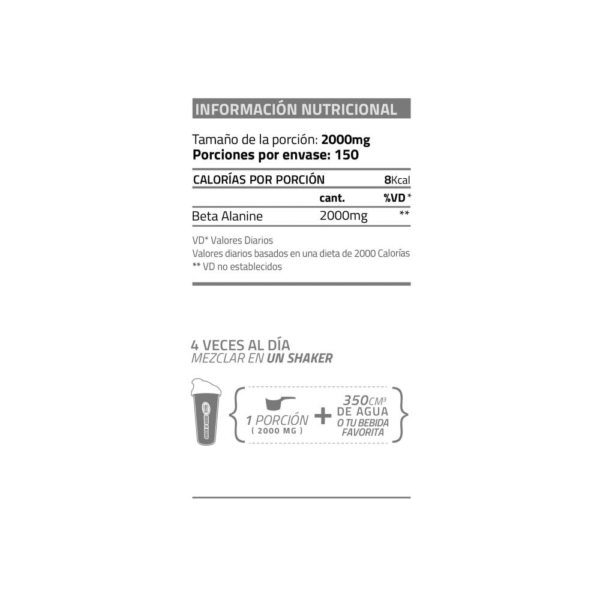 INFORMACIÓN NUTRICIONAL
Tamaño de la porción: 2000mg
Porciones por envase: 150
CALORÍAS POR PORCIÓN 8Kcal
cant. %VD*
Beta Alanine 2000mg **
VD* Valores Diarios
Valores diarios basados en una dieta de 2000 Calorías
** VD no establecidos
4 VECES AL DÍA
MEZCLAR EN UN SHAKER
1 PORCIÓN
( 2000 MG )
+
350CM³
DE AGUA
O TU BEBIDA
FAVORITA